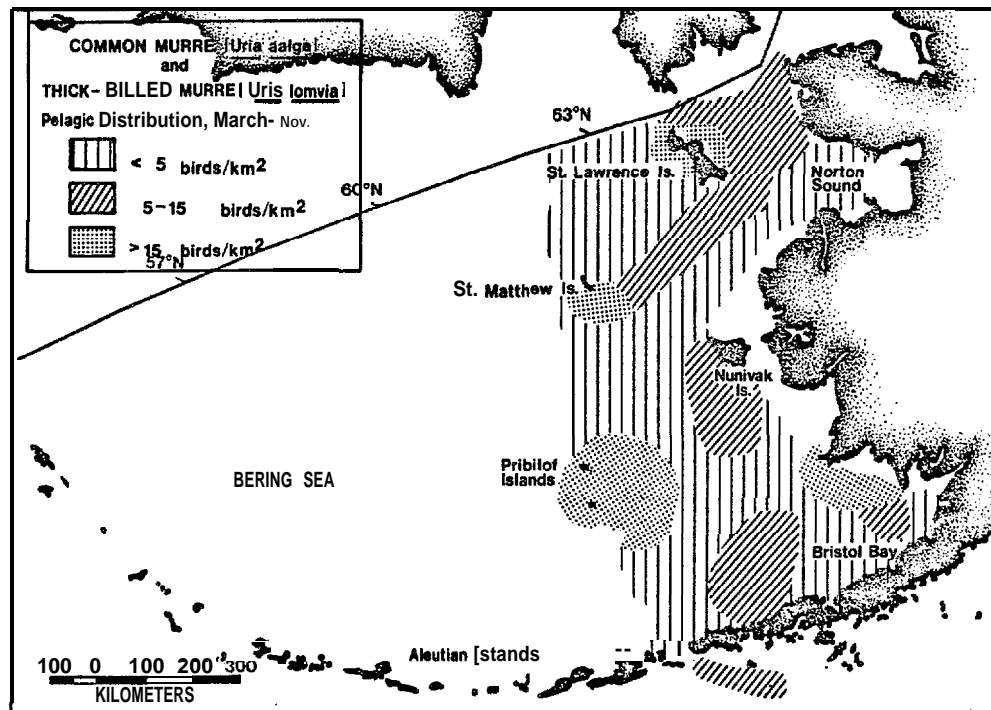 COMMON MURRE [Uria aalge]
and
THICK- BILLED MURRE[ Uris lomvia]
Pelagic Distribution, March- Nov.
< 5 birds/km2
5-15 birds/km2
>15 birds/km2
57°N
60°N
63°N
St. Lawrence Is.
Norton
Sound
St. Matthew Is.
Nunivak
Is.
Pribilof
Islands
BERING SEA
Bristol Bay
Aleutian [stands
100 0 100 200 300
KILOMETERS